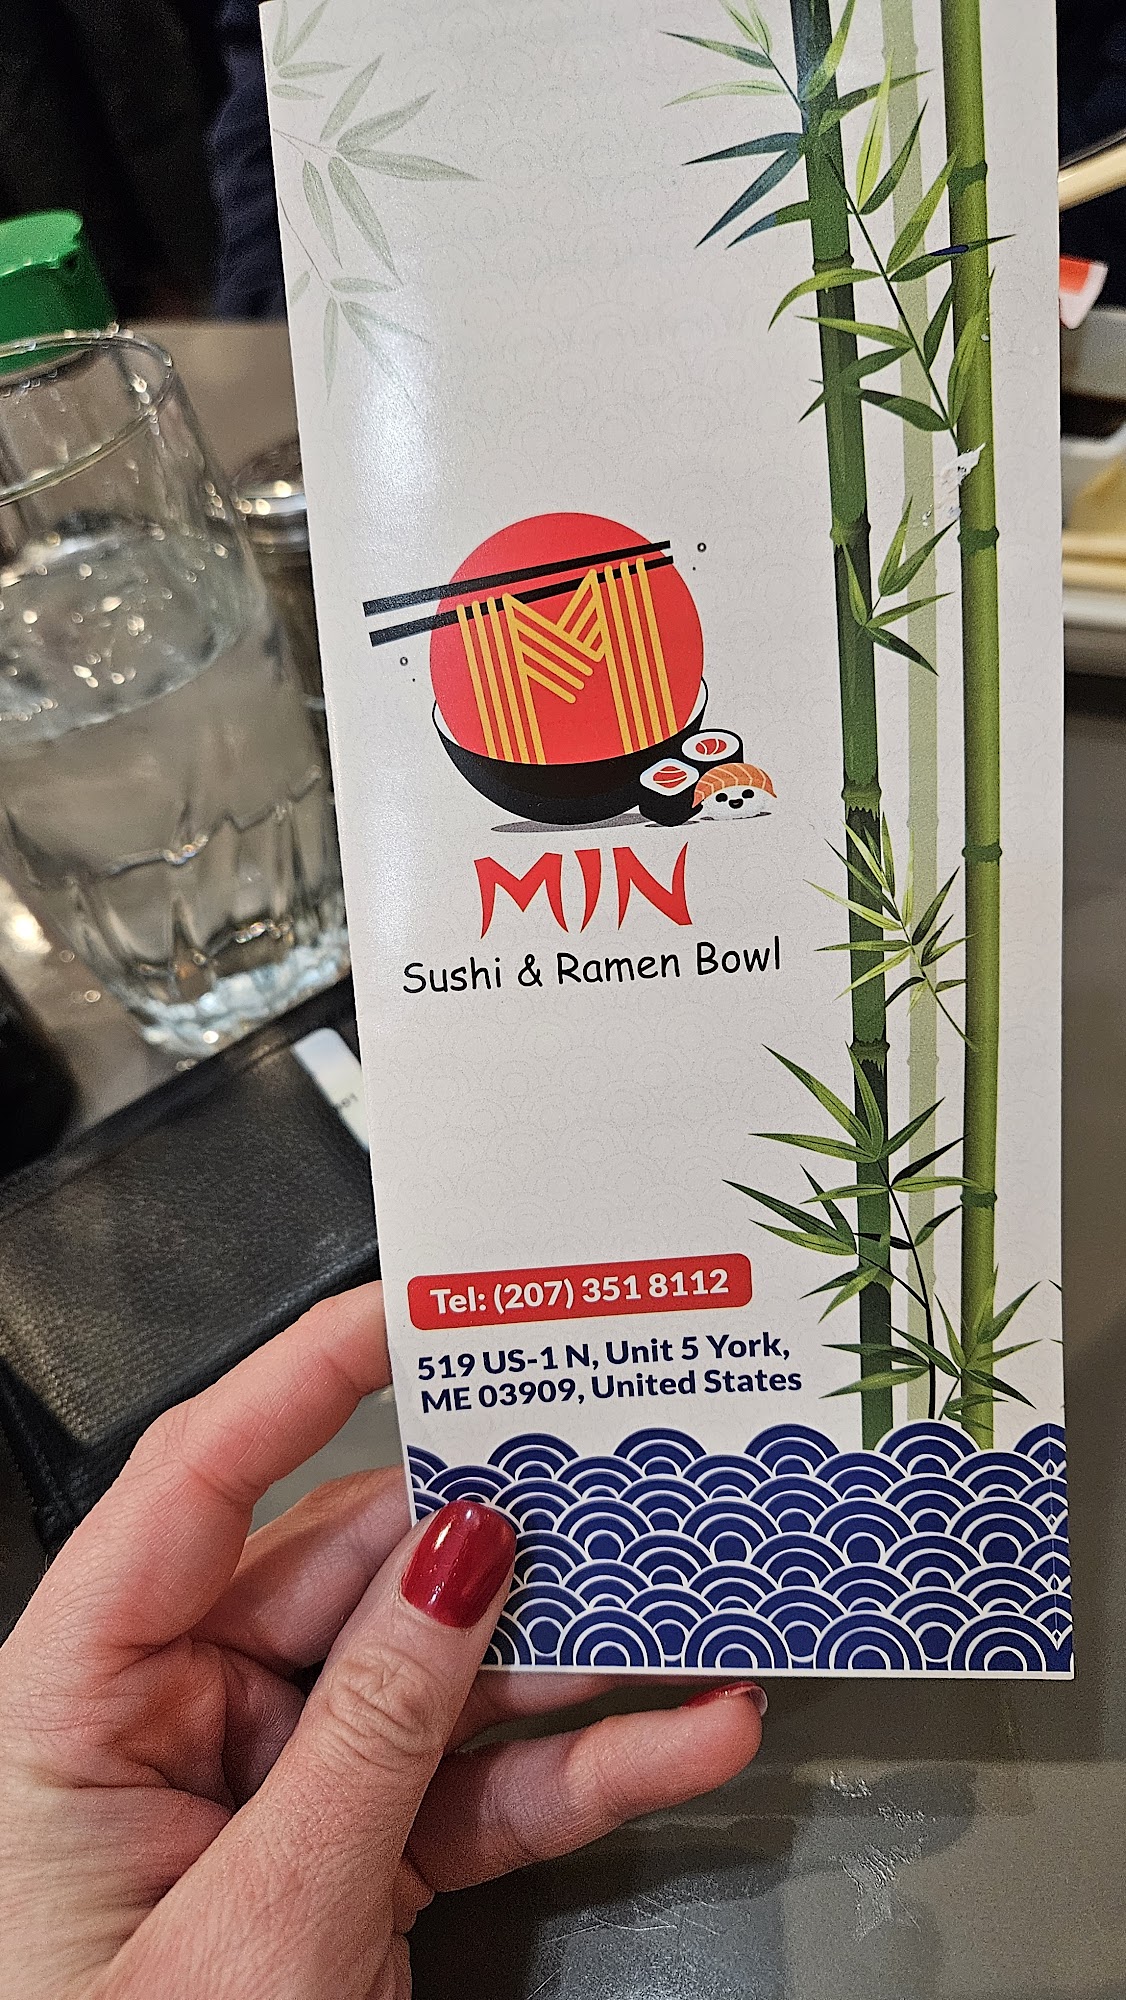 MIN
Sushi & Ramen Bowl
Tel: (207) 351 8112
519 US-1 N, Unit 5 York,
ME 03909, United States